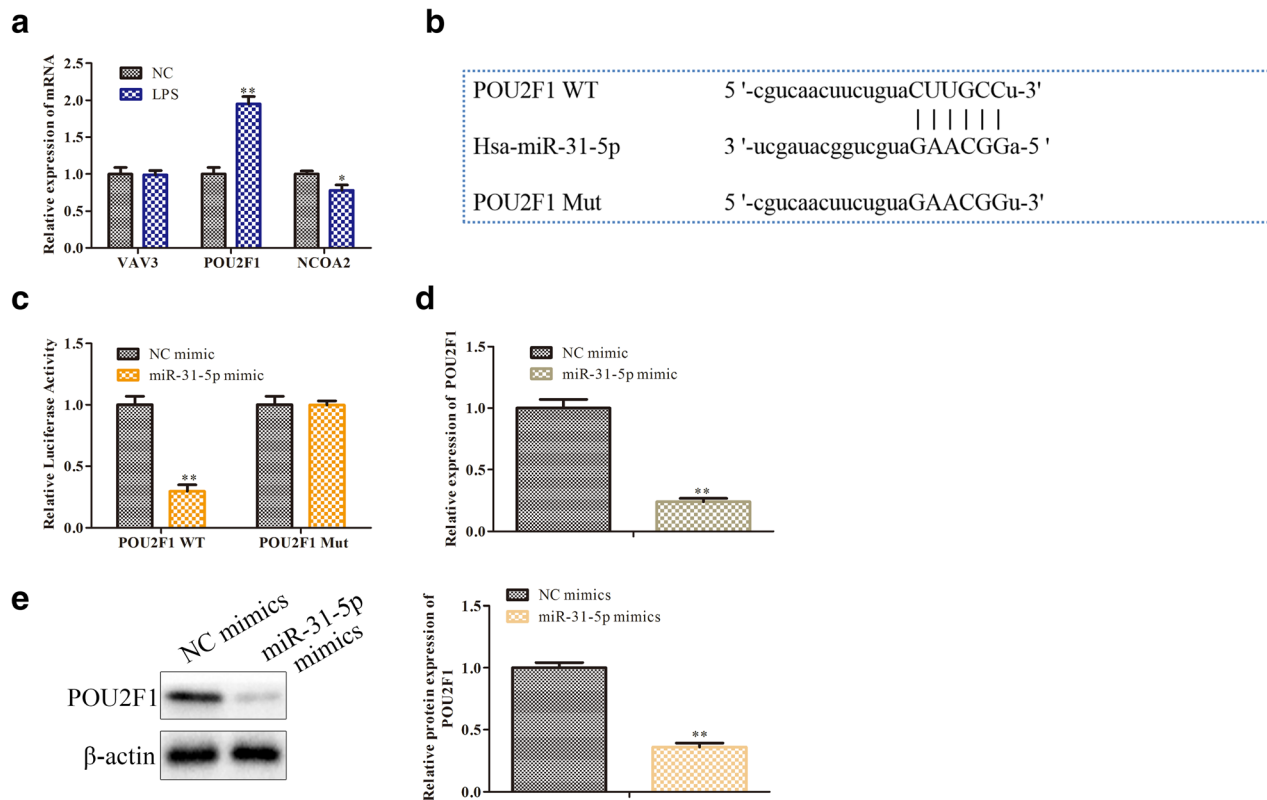 a
Relative expression of mRNA
2.5
2.0
1.5
1.0
0.5
0.0
NC
LPS
**
*
VAV3
POU2F1
NCOA2
b
POU2F1 WT 5 '-cgucaacuucuguaCUUGCCu-3'
Hsa-miR-31-5p 3 '-ucgauacggucguaGAACGGa-5 '
POU2F1 Mut 5 '-cgucaacuucuguaGAACGGu-3'
c
Relative Luciferase Activity
1.5
1.0
0.5
0.0
NC mimic
miR-31-5p mimic
**
POU2F1 WT
POU2F1 Mut
d
Relative expression of POU2F1
1.5
1.0
0.5
0.0
NC mimic
miR-31-5p mimic
**
e
NC mimics
miR-31-5p
mimics
POU2F1
β-actin
Relative protein expression of
POU2F1
1.5
1.0
0.5
0.0
NC mimics
miR-31-5p mimics
**